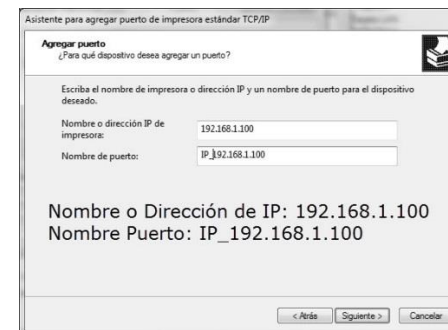 Asistente para agregar puerto de impresora estándar TCP/IP
Agregar puerto
¿Para qué dispositivo desea agregar un puerto?
Escriba el nombre de impresora o dirección IP y un nombre de puerto para el dispositivo
deseado.
Nombre o dirección IP de
impresora:
192.168.1.100
Nombre de puerto:
IP_192.168.1.100
Nombre o Dirección de IP: 192.168.1.100
Nombre Puerto: IP_192.168.1.100
< Atrás
Siguiente >
Cancelar